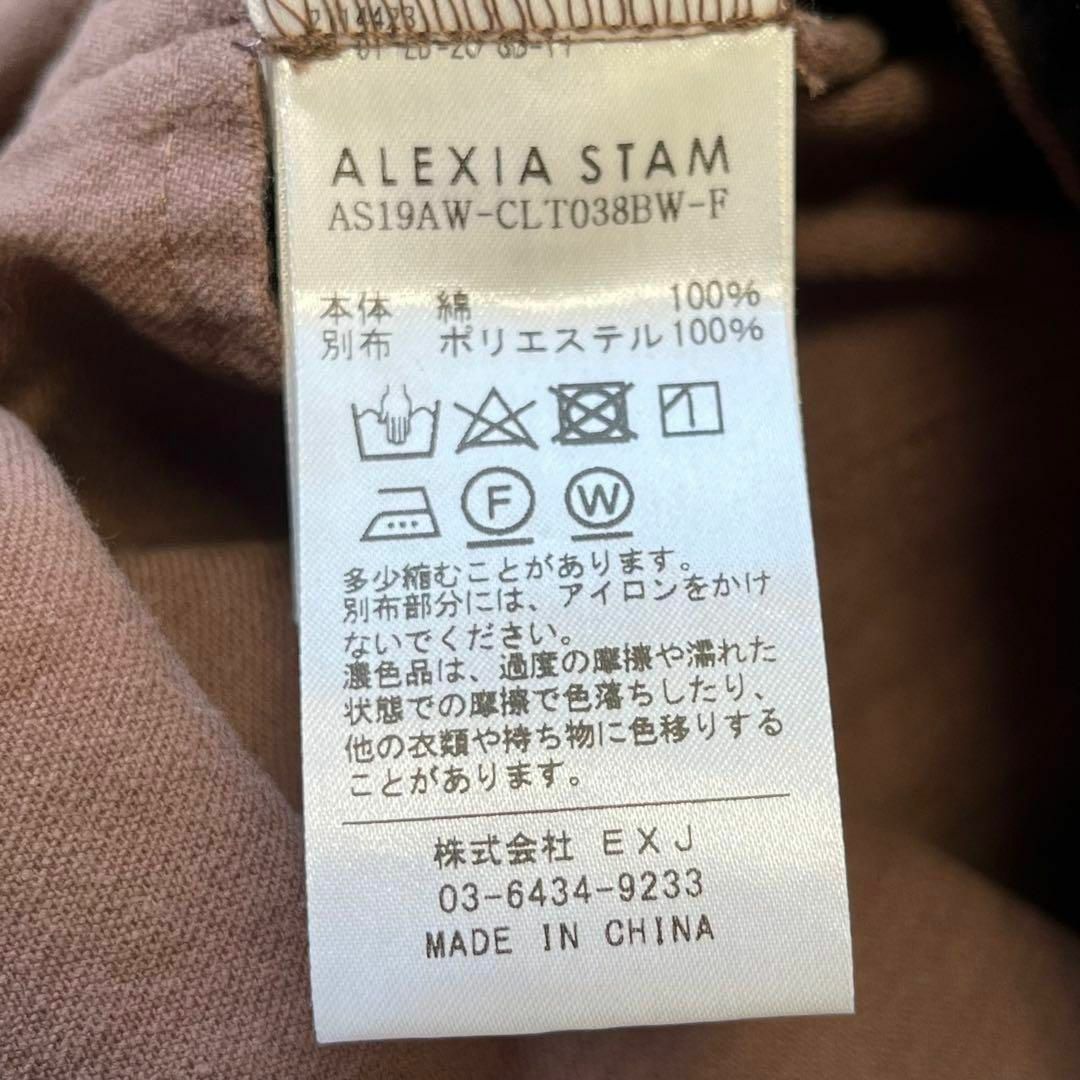 ALEXIA STAM
AS19AW-CLT038BW-F
本体 綿 100%
別布 ポリエステル 100%
F W
多少縮むことがあります。
別布部分には、アイロンをかけ
ないでください。
濃色品は、過度の摩擦や濡れた
状態での摩擦で色落ちしたり、
他の衣類や持ち物に色移りする
ことがあります。
株式会社 EXJ
03-6434-9233
MADE IN CHINA